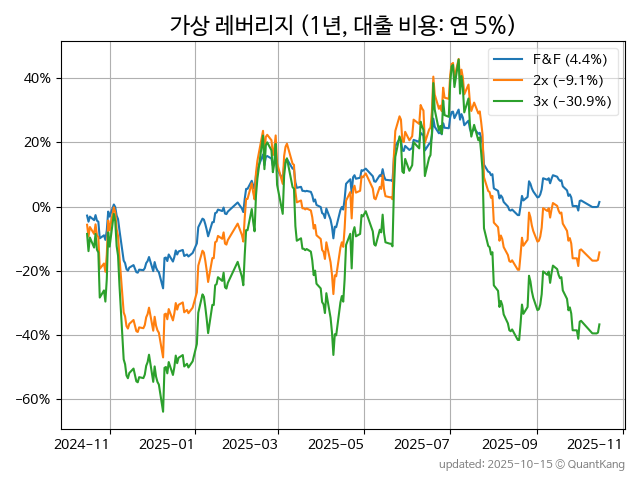 가상 레버리지 (1년, 대출 비용: 연 5%)
F&F (4.4%)
2x (−9.1%)
3x (−30.9%)
40%
20%
0%
−20%
−40%
−60%
2024-11 2025-01 2025-03 2025-05 2025-07 2025-09 2025-11
updated: 2025-10-15 © QuantKang